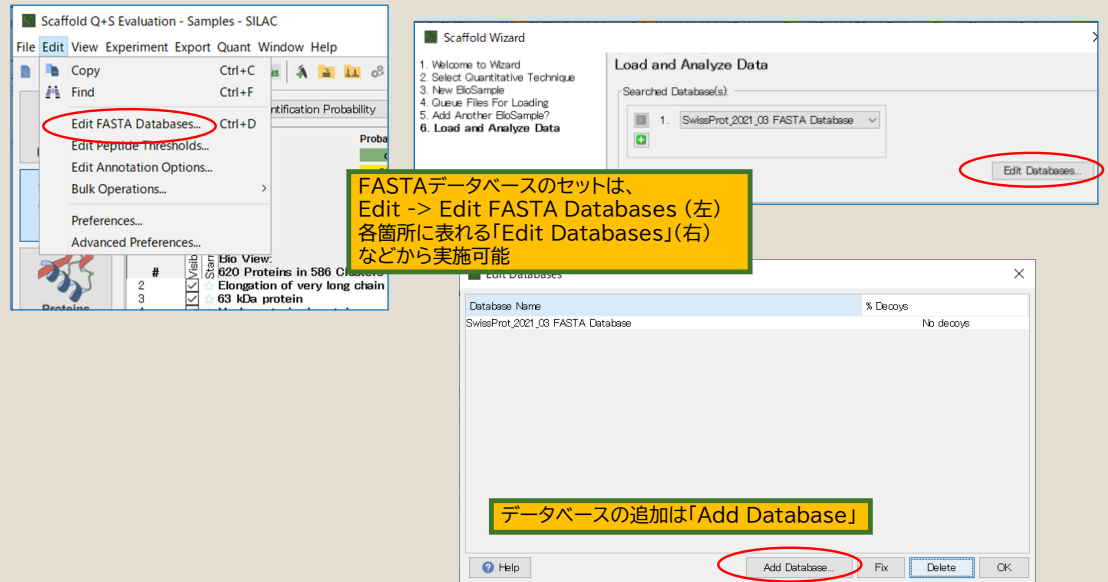 Scaffold Q+S Evaluation - Samples - SILAC
File Edit View Experiment Export Quant Window Help
Copy Ctrl+C
Find Ctrl+F
Edit FASTA Databases... Ctrl+D
Edit Peptide Thresholds...
Edit Annotation Options...
Bulk Operations... >
Preferences...
Advanced Preferences...
ntification Probability
Proba
Bio View:
# 620 Proteins in 586 Cl
2 Elongation of very long chain
3 63 kDa protein
Proteins
Scaffold Wizard
1. Welcome to Wizard
2. Select Quantitative Technique
3. New BioSample
4. Queue Files For Loading
5. Add Another BioSample?
6. Load and Analyze Data
Load and Analyze Data
Searched Database(s):
1. SwissProt_2021_03 FASTA Database
Edit Databases...
FASTAデータベースのセットは、
Edit -> Edit FASTA Databases (左)
各箇所に表れる「Edit Databases」(右)
などから実施可能
Edit Databases
Database Name % Decoys
SwissProt_2021_03 FASTA Database No decoys
データベースの追加は「Add Database」
Help Add Database... Fix Delete OK